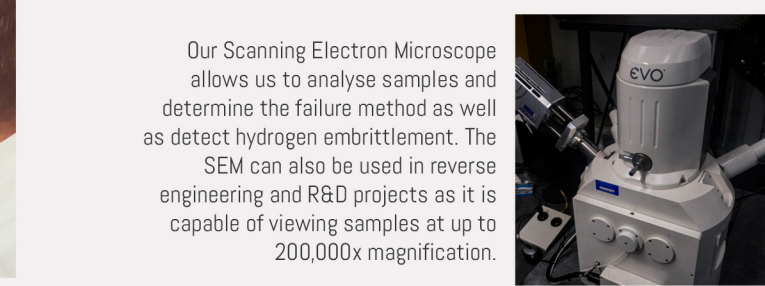 Our Scanning Electron Microscope
allows us to analyse samples and
determine the failure method as well
as detect hydrogen embrittlement. The
SEM can also be used in reverse
engineering and R&D projects as it is
capable of viewing samples at up to
200,000x magnification.
EVO